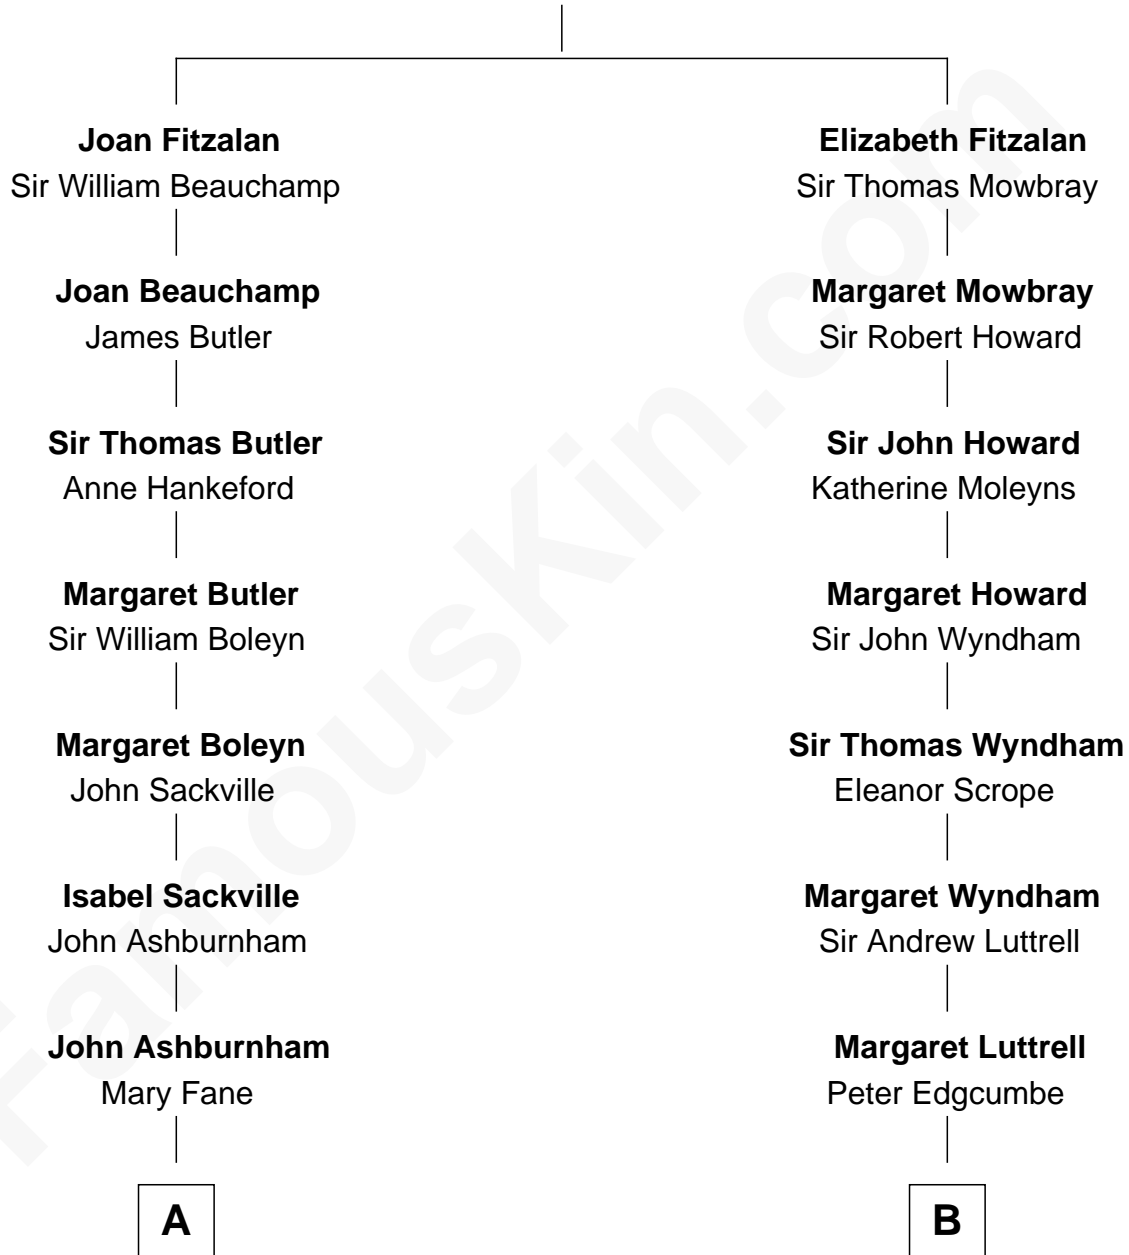 Joan Fitzalan
Sir William Beauchamp
Joan Beauchamp
James Butler
Sir Thomas Butler
Anne Hankeford
Margaret Butler
Sir William Boleyn
Margaret Boleyn
John Sackville
Isabel Sackville
John Ashburnham
John Ashburnham
Mary Fane
A
Elizabeth Fitzalan
Sir Thomas Mowbray
Margaret Mowbray
Sir Robert Howard
Sir John Howard
Katherine Moleyns
Margaret Howard
Sir John Wyndham
Sir Thomas Wyndham
Eleanor Scrope
Margaret Wyndham
Sir Andrew Luttrell
Margaret Luttrell
Peter Edgcumbe
B
FamousKin.com